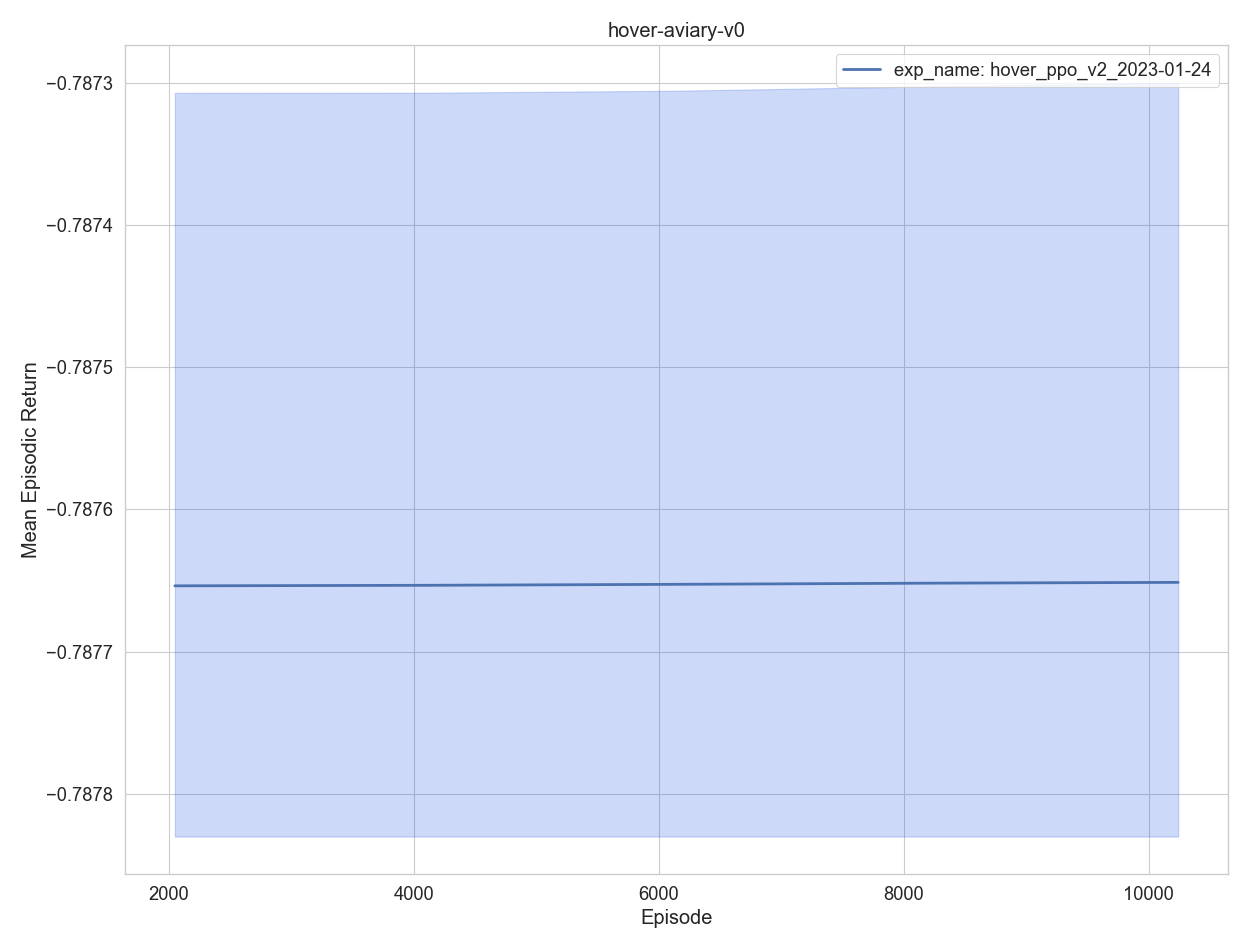 hover-aviary-v0
exp_name: hover_ppo_v2_2023-01-24
Mean Episodic Return
−0.7873
−0.7874
−0.7875
−0.7876
−0.7877
−0.7878
2000 4000 6000 8000 10000
Episode